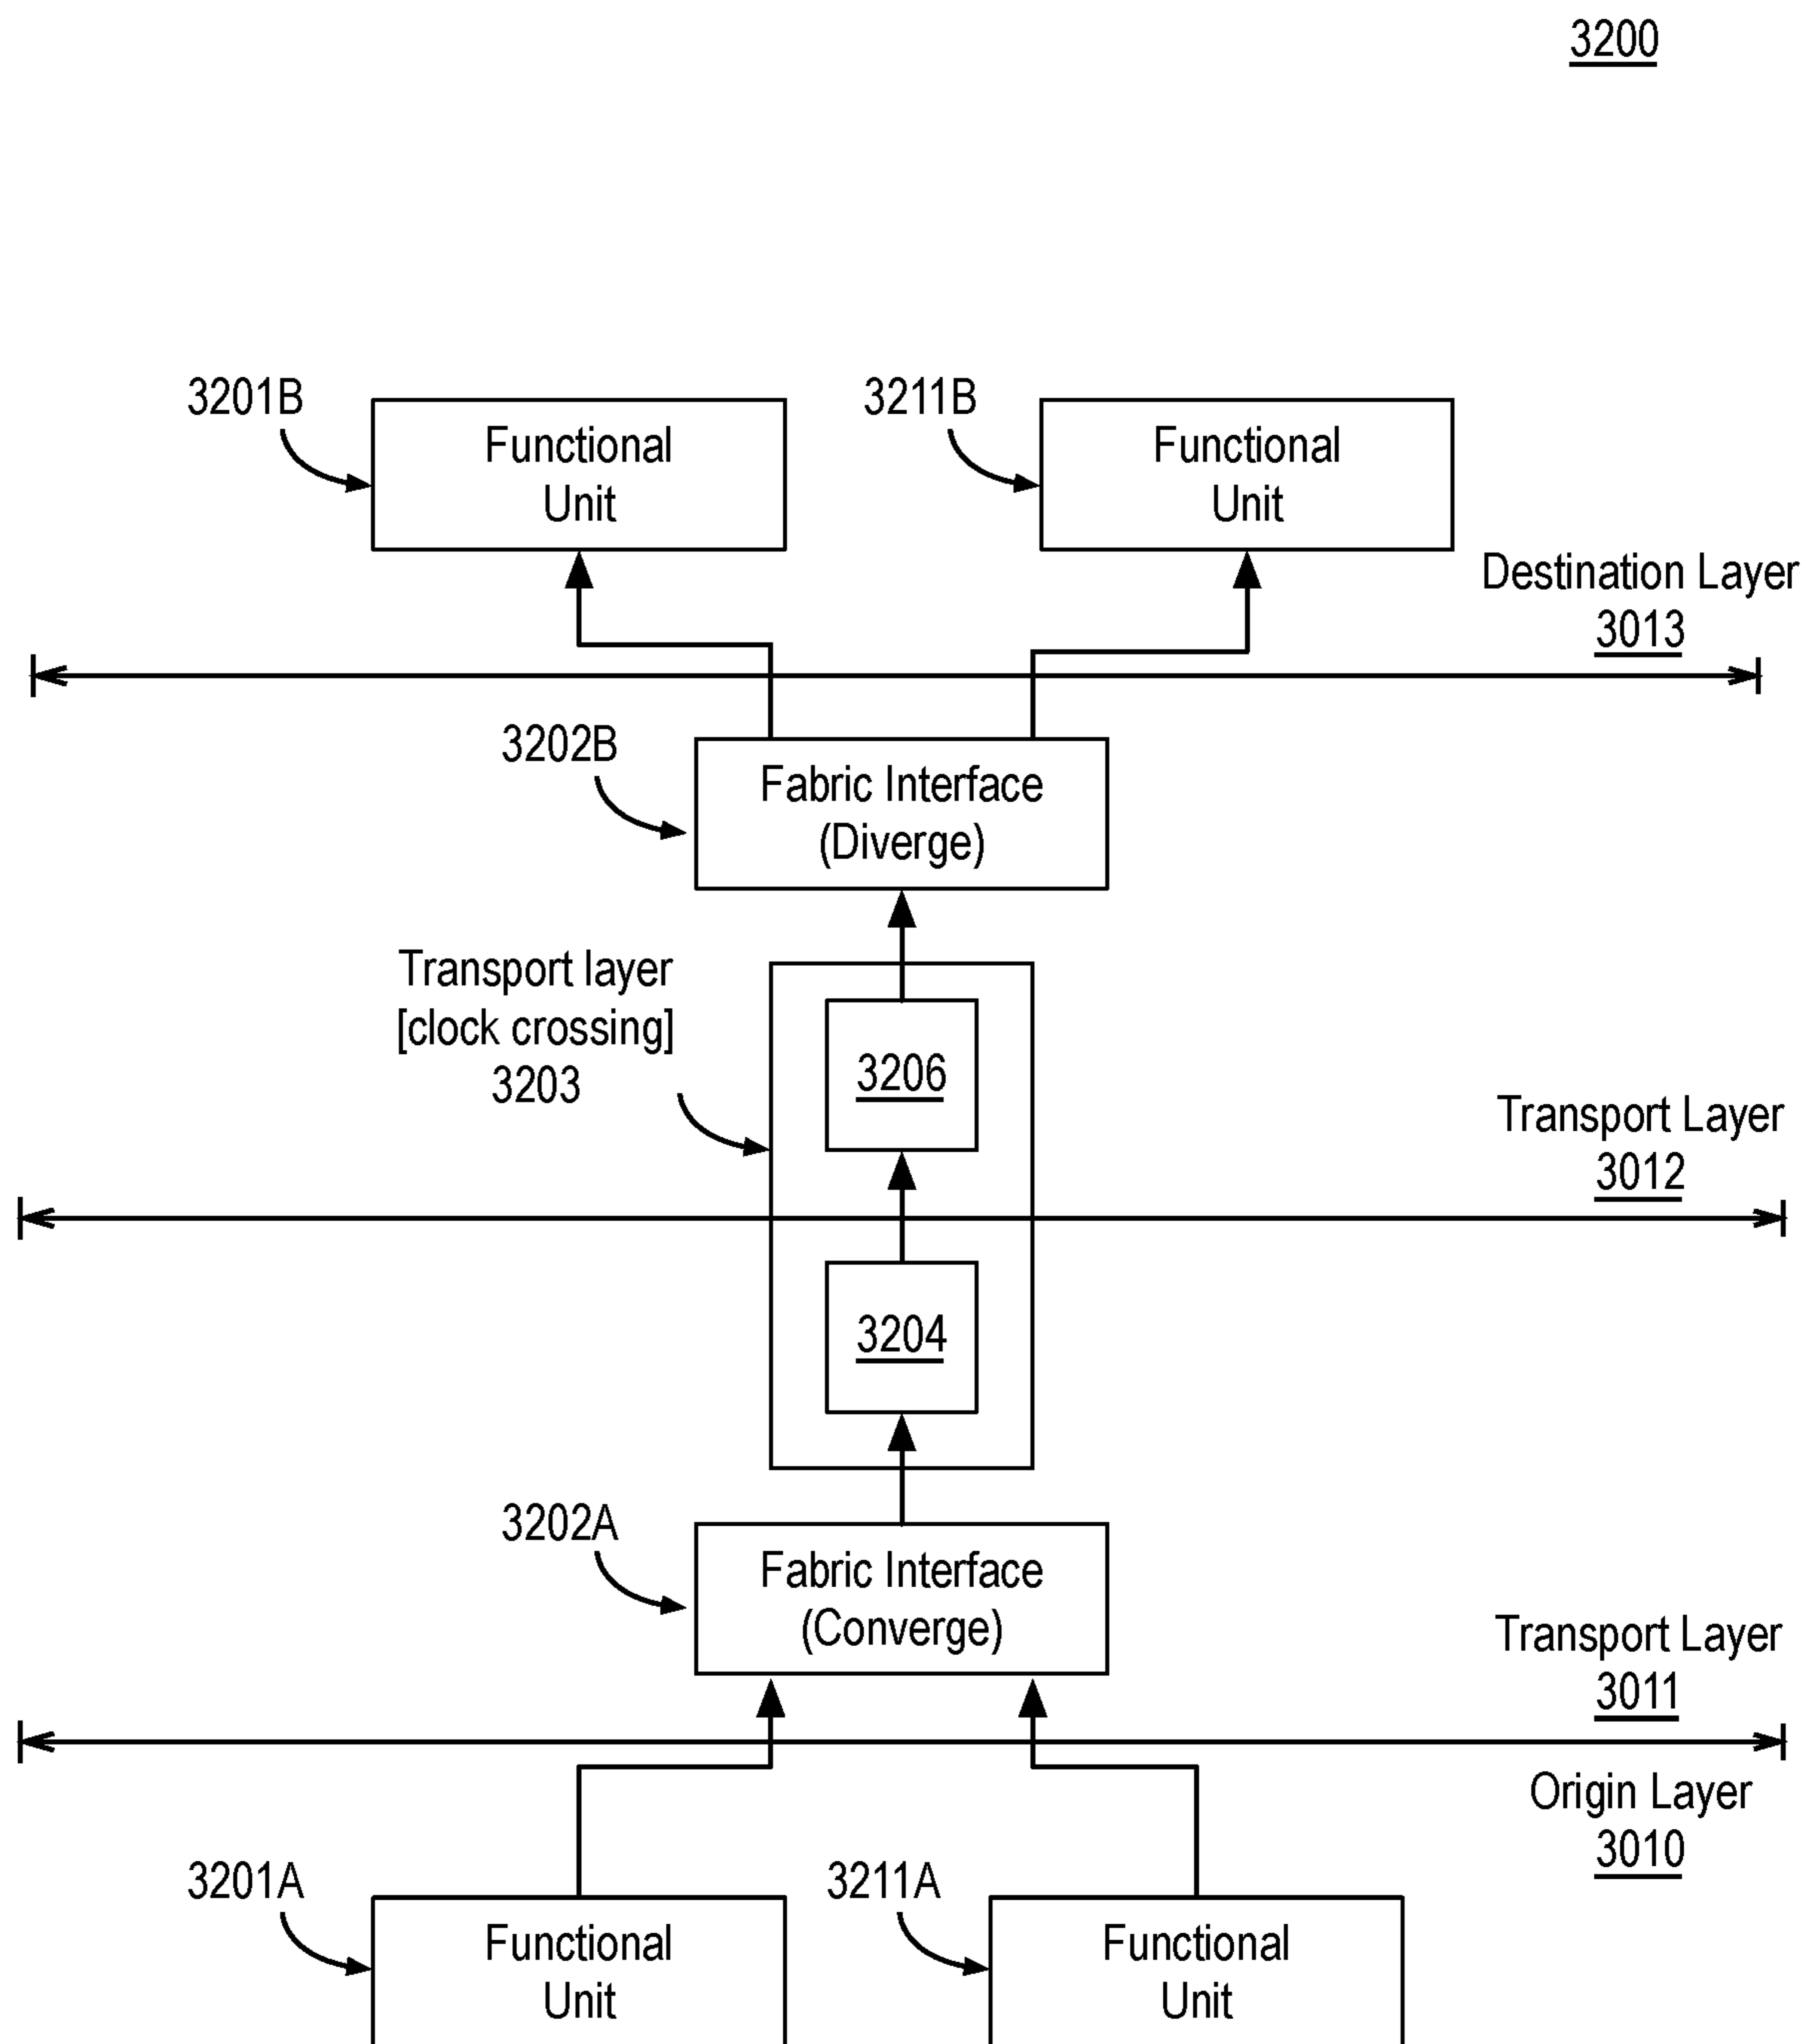 3200
3201B
Functional
Unit
3211B
Functional
Unit
Destination Layer
3013
3202B
Fabric Interface
(Diverge)
Transport layer
[clock crossing]
3203
3206
Transport Layer
3012
3204
3202A
Fabric Interface
(Converge)
Transport Layer
3011
Origin Layer
3010
3201A
Functional
Unit
3211A
Functional
Unit